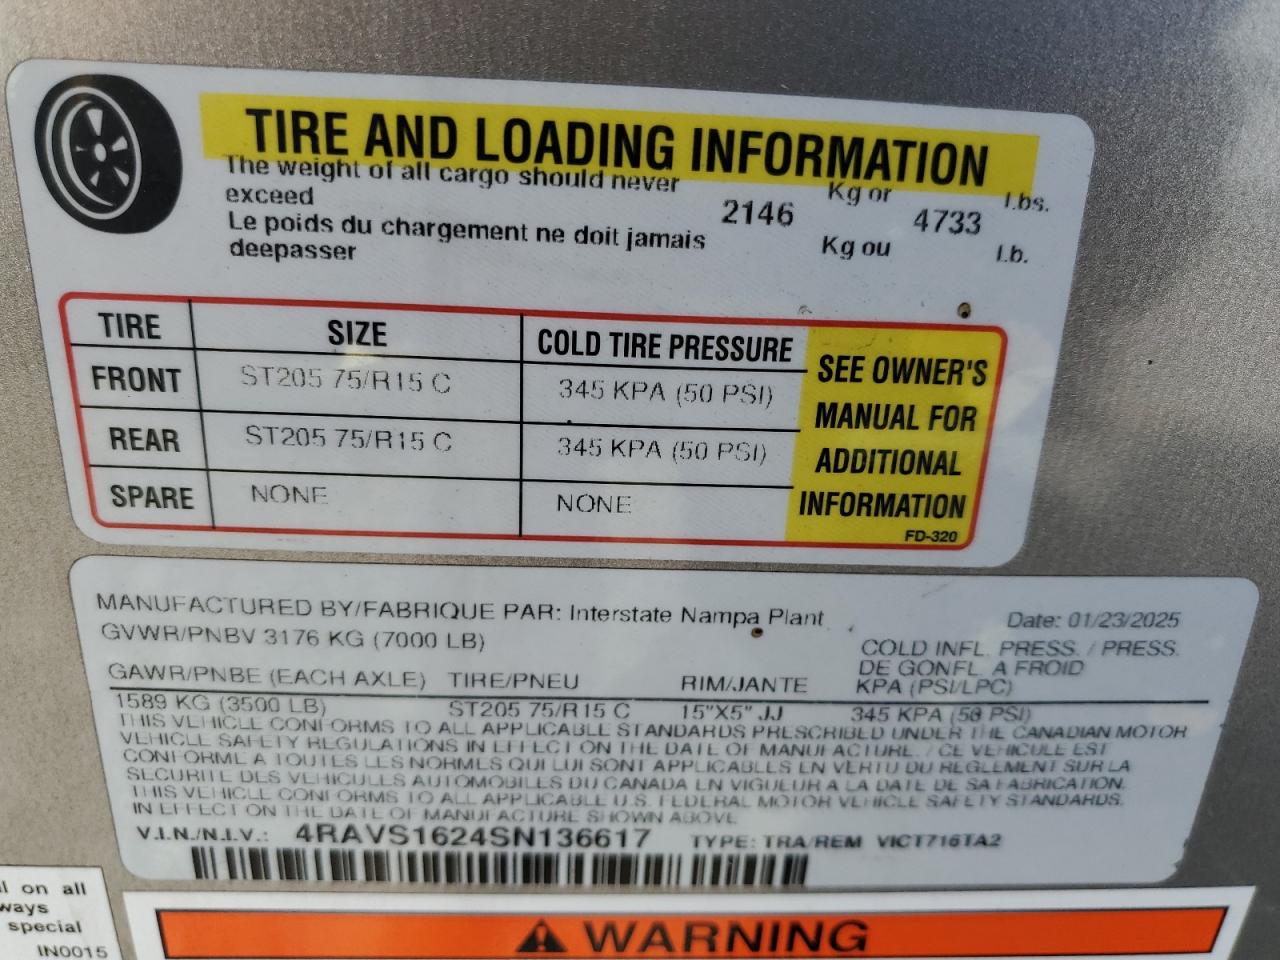 TIRE AND LOADING INFORMATION
The weight of all cargo should never exceed
Le poids du chargement ne doit jamais deepasser
2146 Kg or 4733 Lbs.
Kg ou Lb.
TIRE SIZE COLD TIRE PRESSURE
FRONT ST205 75/R15 C 345 KPA (50 PSI)
REAR ST205 75/R15 C 345 KPA (50 PSI)
SPARE NONE NONE
SEE OWNER'S
MANUAL FOR
ADDITIONAL
INFORMATION
FD-320
MANUFACTURED BY/FABRIQUE PAR: Interstate Nampa Plant Date: 01/23/2025
GVWR/PNBV 3176 KG (7000 LB)
COLD INFL. PRESS. / PRESS.
DE GONFL. A FROID
GAWR/PNBE (EACH AXLE) TIRE/PNEU RIM/JANTE KPA (PSI/LPC)
1589 KG (3500 LB) ST205 75/R15 C 15"X5" JJ 345 KPA (50 PSI)
THIS VEHICLE CONFORMS TO ALL APPLICABLE STANDARDS PRESCRIBED UNDER THE CANADIAN MOTOR
VEHICLE SAFETY REGULATIONS IN EFFECT ON THE DATE OF MANUFACTURE. / CE VEHICULE EST
CONFORME A TOUTES LES NORMES QUI LUI SONT APPLICABLES EN VERTU DU REGLEMENT SUR LA
SECURITE DES VEHICULES AUTOMOBILES DU CANADA EN VIGUEUR A LA DATE DE SA FABRICATION.
THIS VEHICLE CONFORMS TO ALL APPLICABLE U.S. FEDERAL MOTOR VEHICLE SAFETY STANDARDS.
IN EFFECT ON THE DATE OF MANUFACTURE SHOWN ABOVE.
V.I.N./N.I.V.: 4RAVS1624SN136617 TYPE: TRA/REM VICT716TA2
on all
special
IN0015
WARNING